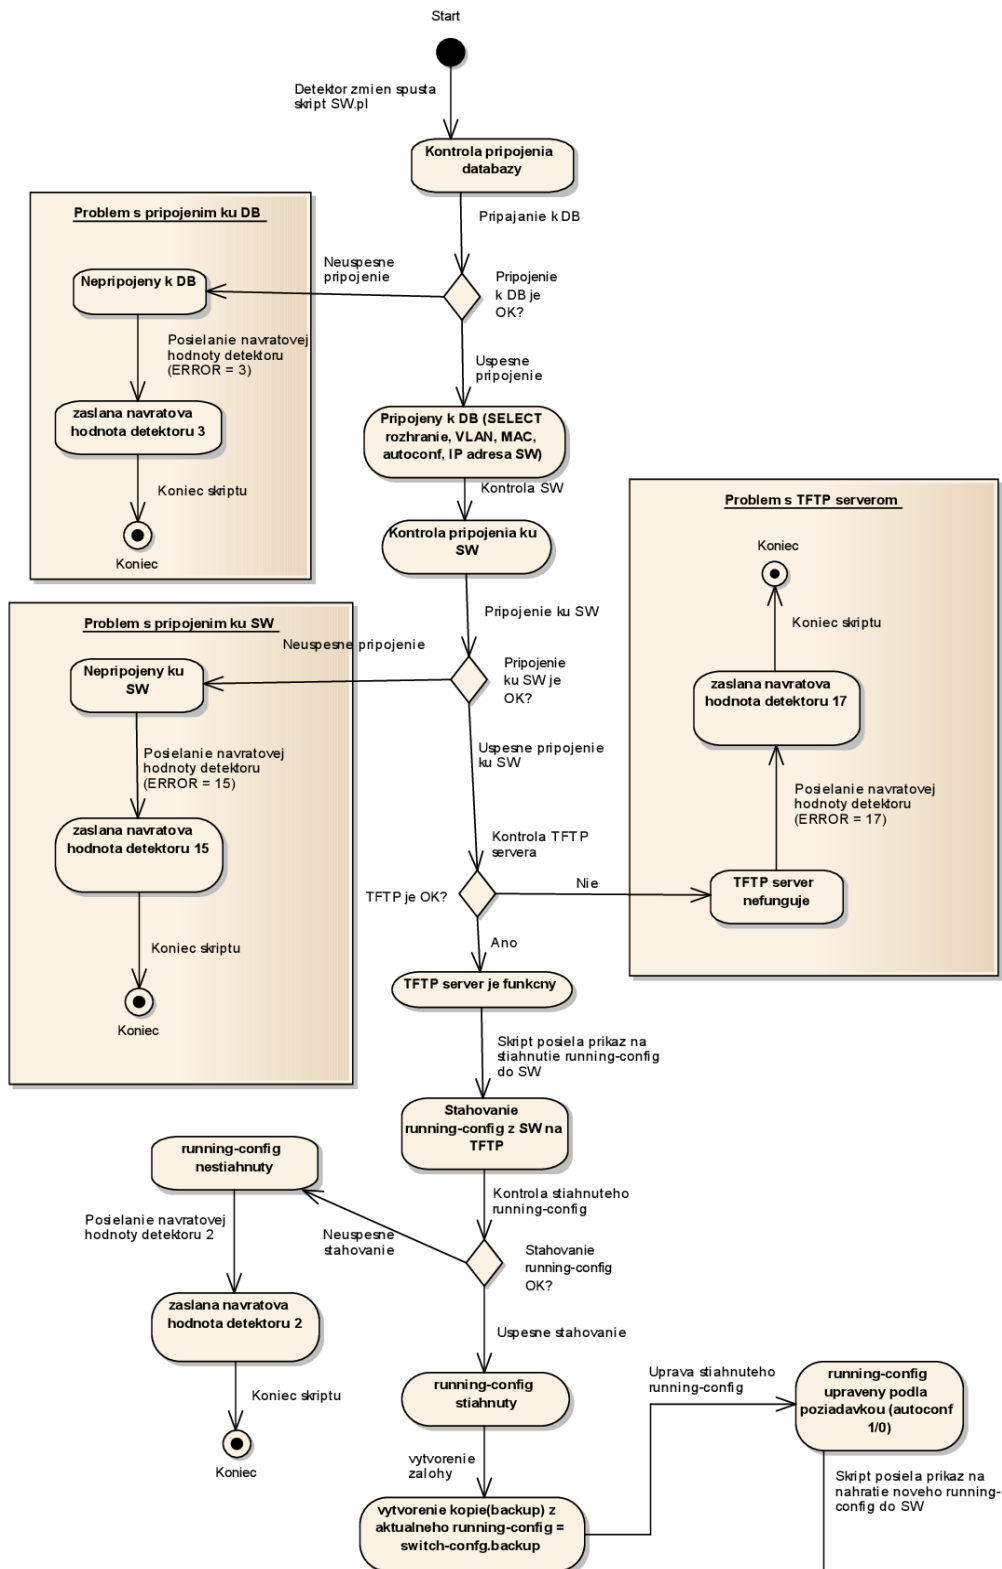 Start
Detektor zmien spusta
skript SW.pl
Kontrola pripojenia
databazy
Pripajanie k DB
Problem s pripojenim ku DB
Neuspesne
pripojenie
Pripojenie
k DB je
OK?
Nepripojeny k DB
Posielanie navratovej
hodnoty detektoru
(ERROR = 3)
Uspesne
pripojenie
zaslana navratova
hodnota detektoru 3
Pripojeny k DB (SELECT
rozhranie, VLAN, MAC,
autoconf, IP adresa SW)
Koniec skriptu
Koniec
Kontrola SW
Kontrola pripojenia ku
SW
Problem s TFTP serverom
Koniec
Koniec skriptu
zaslana navratova
hodnota detektoru 17
Posielanie navratovej
hodnoty detektoru
(ERROR = 17)
TFTP server
nefunguje
Pripojenie ku SW
Problem s pripojenim ku SW
Neuspesne pripojenie
Pripojenie
ku SW je
OK?
Nepripojeny ku
SW
Posielanie navratovej
hodnoty detektoru
(ERROR = 15)
zaslana navratova
hodnota detektoru 15
Koniec skriptu
Koniec
Uspesne pripojenie
ku SW
Kontrola TFTP
servera
TFTP je OK?
Nie
Ano
TFTP server je funkcny
Skript posiela prikaz na
stiahnutie running-config
do SW
Stahovanie
running-config z SW na
TFTP
Kontrola stiahnuteho
running-config
running-config
nestiahnuty
Posielanie navratovej
hodnoty detektoru 2
Neuspesne
stahovanie
Stahovanie
running-config
OK?
zaslana navratova
hodnota detektoru 2
Koniec skriptu
Koniec
Uspesne stahovanie
running-config
stiahnuty
vytvorenie
zalohy
vytvorenie kopie(backup) z
aktualneho running-config =
switch-confg.backup
Uprava stiahnuteho
running-config
running-config
upraveny podla
poziadavkou (autoconf
1/0)
Skript posiela prikaz na
nahratie noveho running-
config do SW